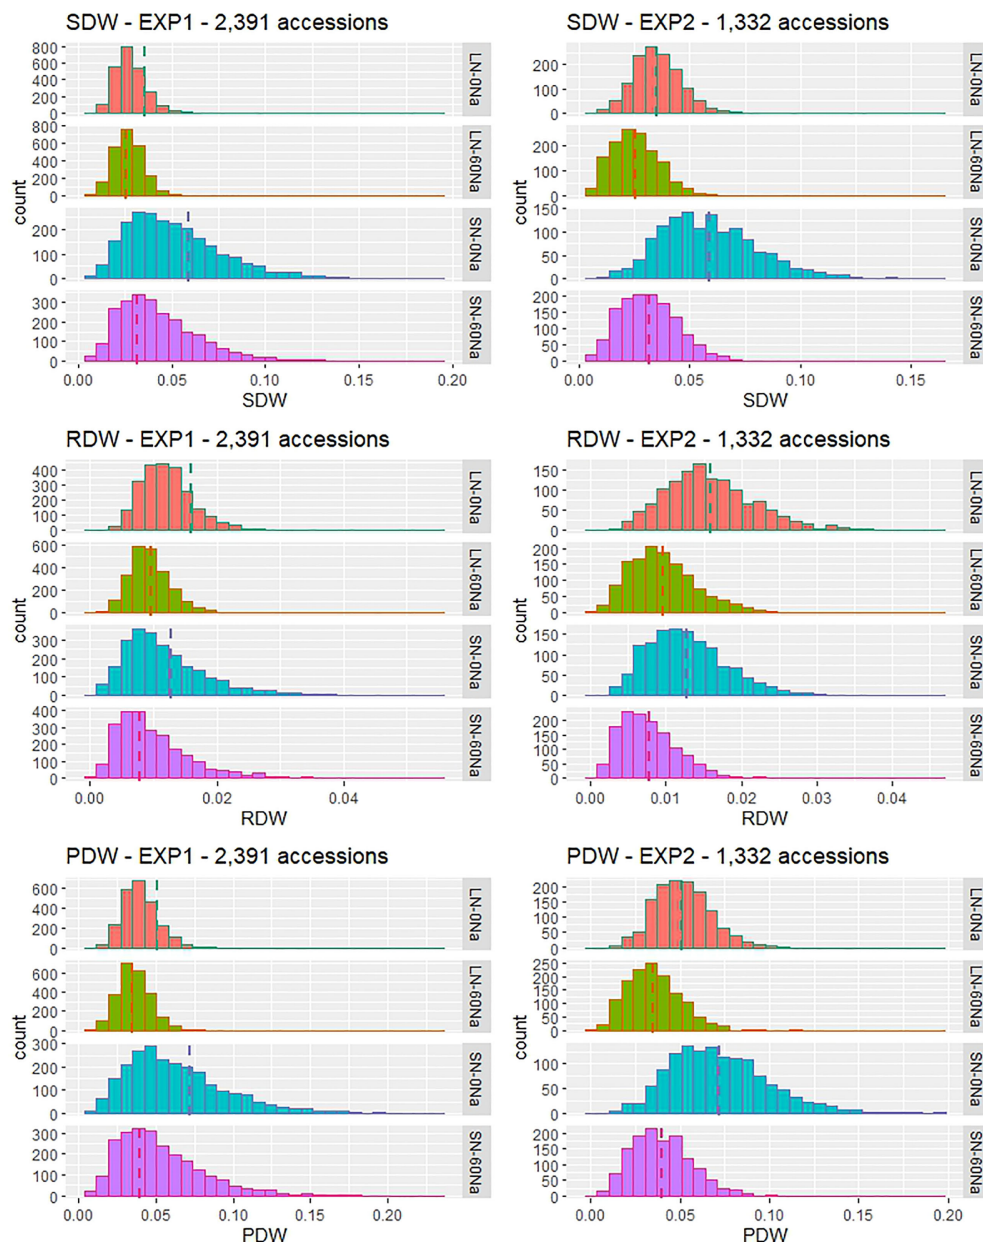 SDW - EXP1 - 2,391 accessions
800
600
400
200
0
LN-0Na
800
600
400
200
0
LN-60Na
200
100
0
SN-0Na
300
200
100
0
SN-60Na
count
0.00 0.05 0.10 0.15 0.20
SDW
SDW - EXP2 - 1,332 accessions
200
100
0
LN-0Na
200
100
0
LN-60Na
150
100
50
0
SN-0Na
200
150
100
50
0
SN-60Na
count
0.00 0.05 0.10 0.15
SDW
RDW - EXP1 - 2,391 accessions
400
300
200
100
0
LN-0Na
600
400
200
0
LN-60Na
300
200
100
0
SN-0Na
400
300
200
100
0
SN-60Na
count
0.00 0.02 0.04
RDW
RDW - EXP2 - 1,332 accessions
150
100
50
0
LN-0Na
200
150
100
50
0
LN-60Na
150
100
50
0
SN-0Na
200
150
100
50
0
SN-60Na
count
0.00 0.01 0.02 0.03 0.04
RDW
PDW - EXP1 - 2,391 accessions
600
400
200
0
LN-0Na
600
400
200
0
LN-60Na
300
200
100
0
SN-0Na
300
200
100
0
SN-60Na
count
0.00 0.05 0.10 0.15 0.20
PDW
PDW - EXP2 - 1,332 accessions
200
150
100
50
0
LN-0Na
250
200
150
100
50
0
LN-60Na
100
50
0
SN-0Na
200
150
100
50
0
SN-60Na
count
0.00 0.05 0.10 0.15 0.20
PDW